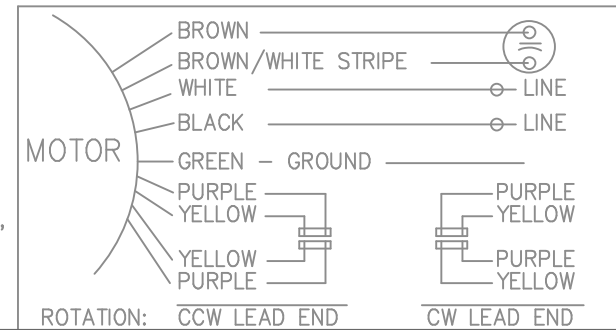 BROWN
BROWN/WHITE STRIPE
WHITE LINE
BLACK LINE
MOTOR
GREEN - GROUND
PURPLE PURPLE
YELLOW YELLOW
YELLOW PURPLE
PURPLE YELLOW
ROTATION: CCW LEAD END CW LEAD END